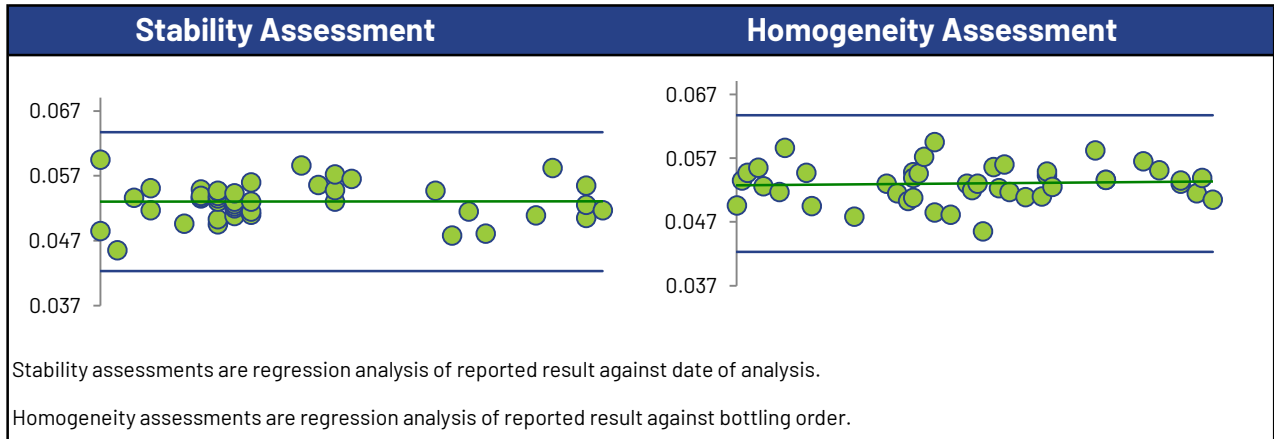 Stability Assessment
Homogeneity Assessment
0.067
0.057
0.047
0.037
0.067
0.057
0.047
0.037
Stability assessments are regression analysis of reported result against date of analysis.
Homogeneity assessments are regression analysis of reported result against bottling order.